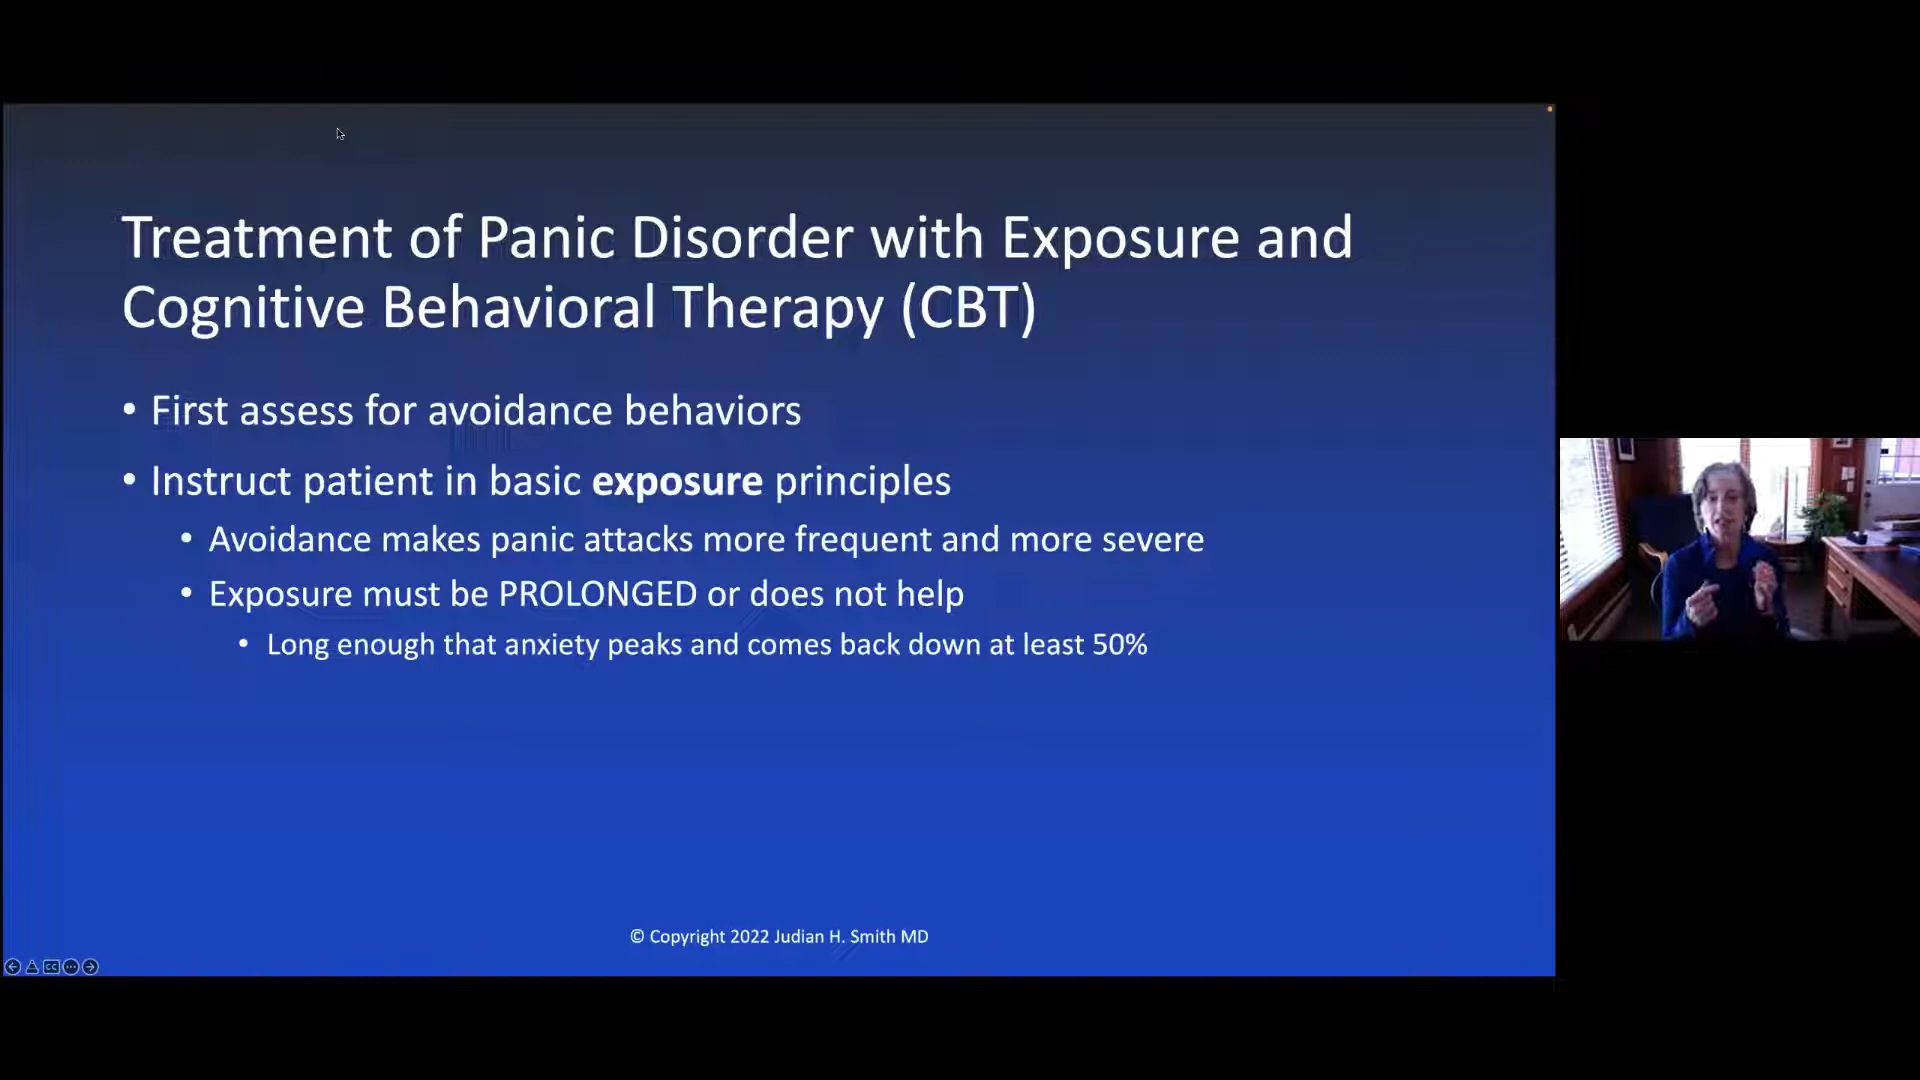 Treatment of Panic Disorder with Exposure and
Cognitive Behavioral Therapy (CBT)
• First assess for avoidance behaviors
• Instruct patient in basic exposure principles
• Avoidance makes panic attacks more frequent and more severe
• Exposure must be PROLONGED or does not help
• Long enough that anxiety peaks and comes back down at least 50%
© Copyright 2022 Judian H. Smith MD
CC